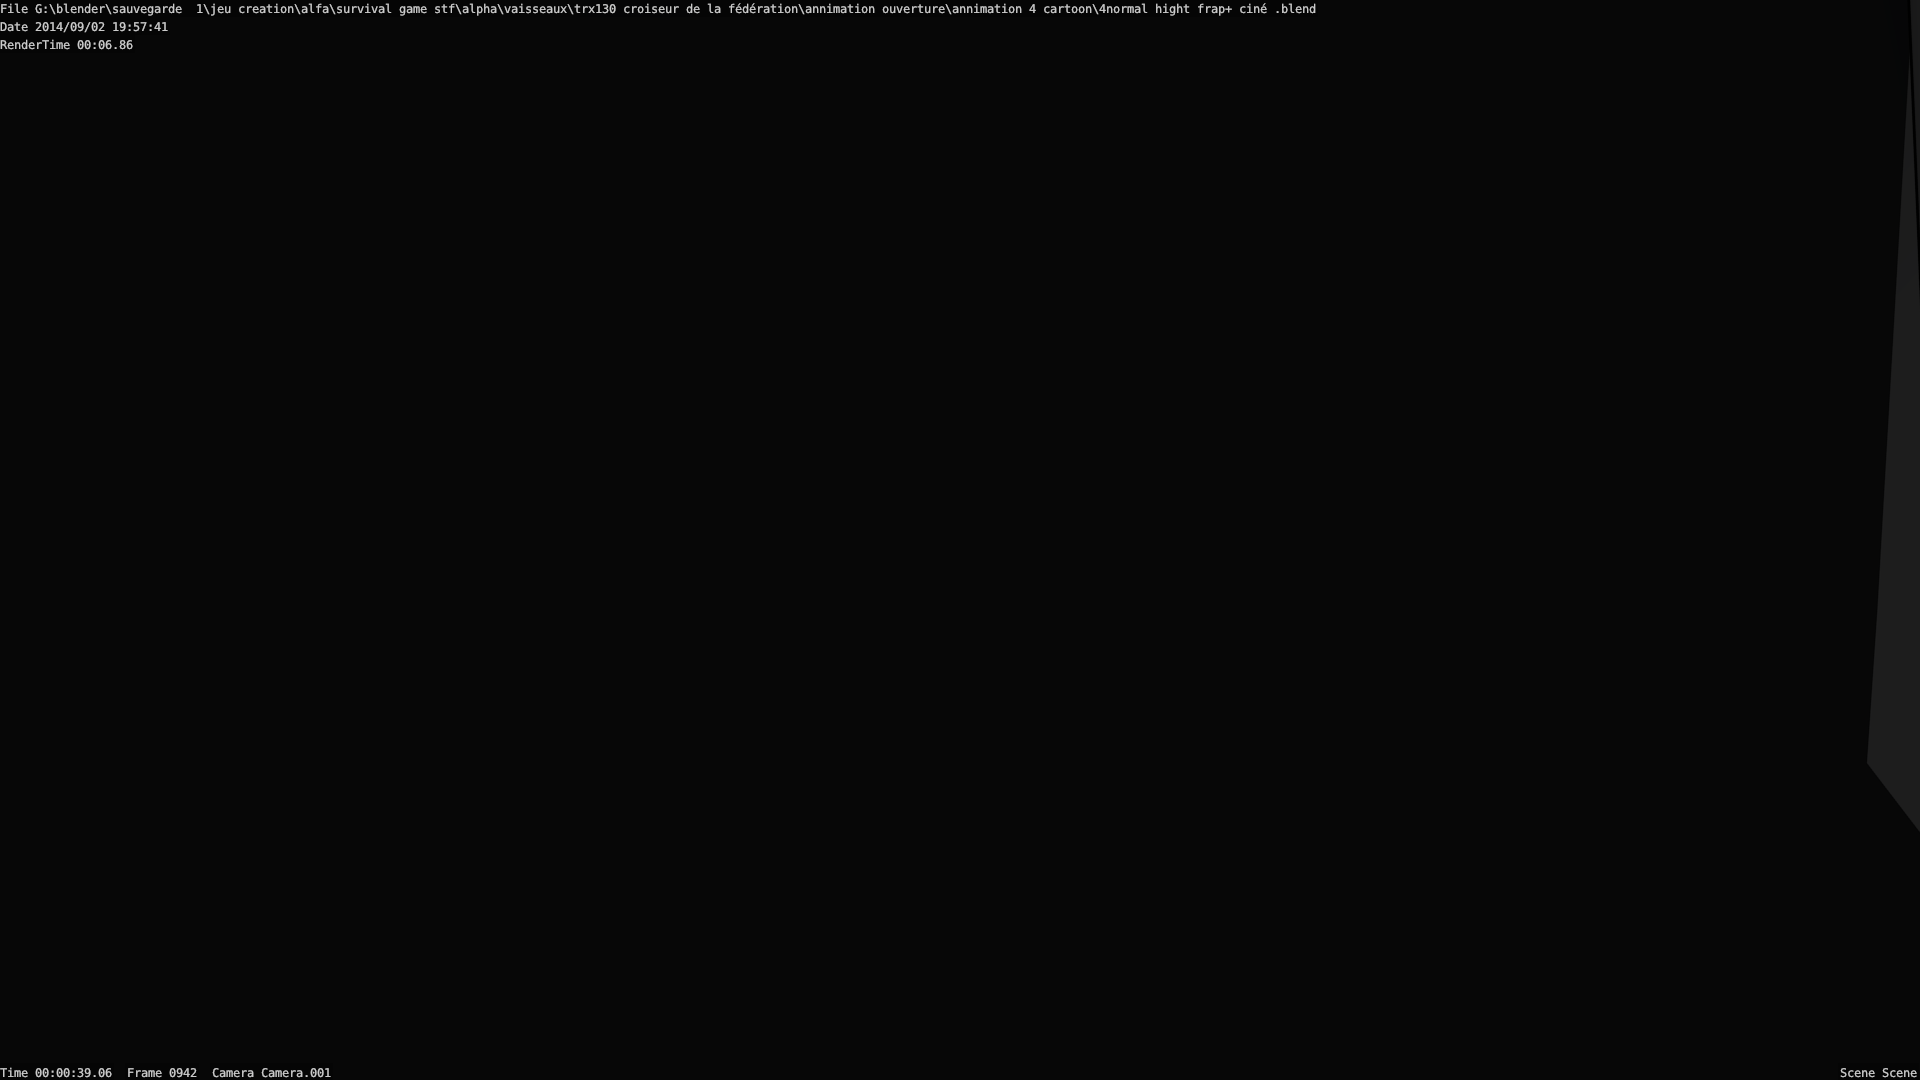 File G:\blender\sauvegarde  1\jeu creation\alfa\survival game stf\alpha\vaisseaux\trx130 croiseur de la fédération\annimation ouverture\annimation 4 cartoon\4normal hight frap+ ciné .blend
Date 2014/09/02 19:57:41
RenderTime 00:06.86
Time 00:00:39.06  Frame 0942  Camera Camera.001
Scene Scene